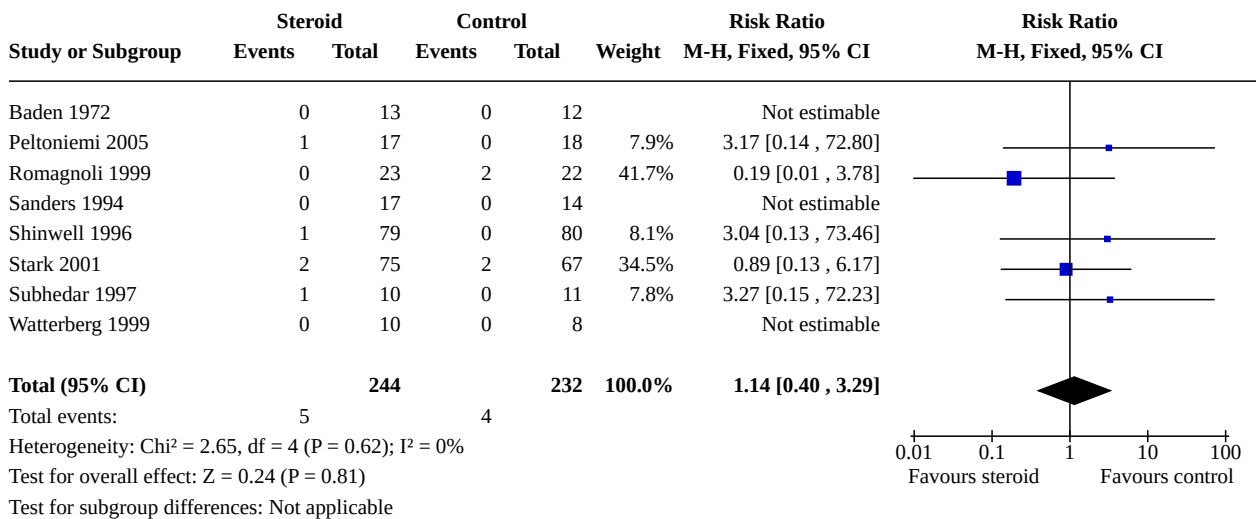 Steroid Control Risk Ratio Risk Ratio
Study or Subgroup Events Total Events Total Weight M-H, Fixed, 95% CI M-H, Fixed, 95% CI
Baden 1972 0 13 0 12 Not estimable
Peltoniemi 2005 1 17 0 18 7.9% 3.17 [0.14 , 72.80]
Romagnoli 1999 0 23 2 22 41.7% 0.19 [0.01 , 3.78]
Sanders 1994 0 17 0 14 Not estimable
Shinwell 1996 1 79 0 80 8.1% 3.04 [0.13 , 73.46]
Stark 2001 2 75 2 67 34.5% 0.89 [0.13 , 6.17]
Subhedar 1997 1 10 0 11 7.8% 3.27 [0.15 , 72.23]
Watterberg 1999 0 10 0 8 Not estimable
Total (95% CI) 244 232 100.0% 1.14 [0.40 , 3.29]
Total events: 5 4
Heterogeneity: Chi² = 2.65, df = 4 (P = 0.62); I² = 0%
0.01 0.1 1 10 100
Test for overall effect: Z = 0.24 (P = 0.81)
Favours steroid Favours control
Test for subgroup differences: Not applicable